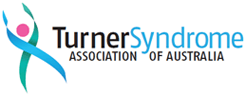 TurnerSyndrome
ASSOCIATION OF AUSTRALIA